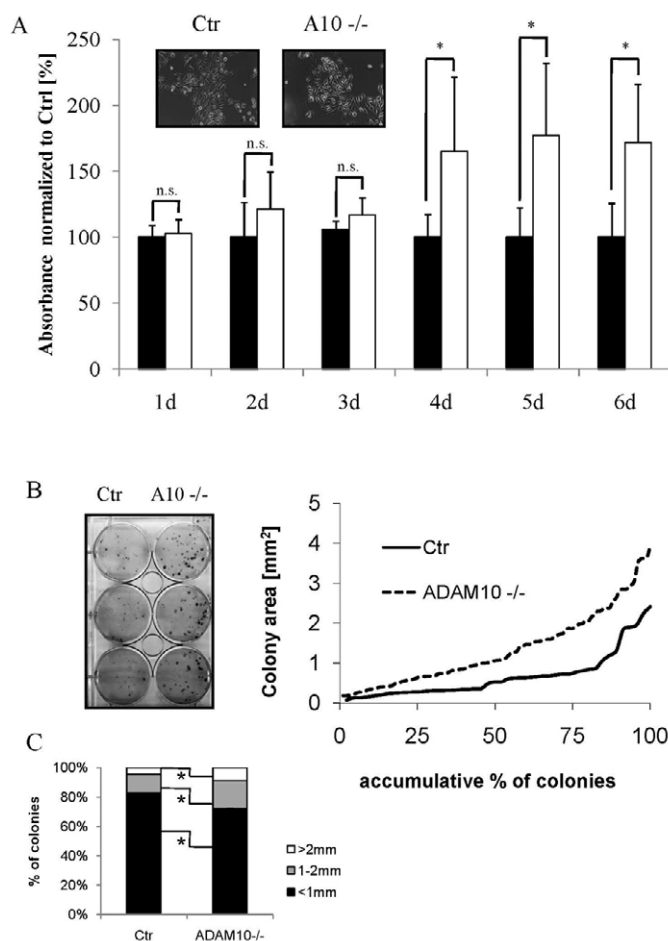 A
Ctr A10 -/-
Absorbance normalized to Ctrl [%]
250
200
150
100
50
0
n.s.
n.s.
n.s.
*
*
*
1d 2d 3d 4d 5d 6d
B
Ctr A10 -/-
Colony area [mm²]
5
4
3
2
1
0
Ctr
ADAM10 -/-
0 25 50 75 100
accumulative % of colonies
C
% of colonies
100%
80%
60%
40%
20%
0%
*
*
*
>2mm
1-2mm
<1mm
Ctr ADAM10-/-